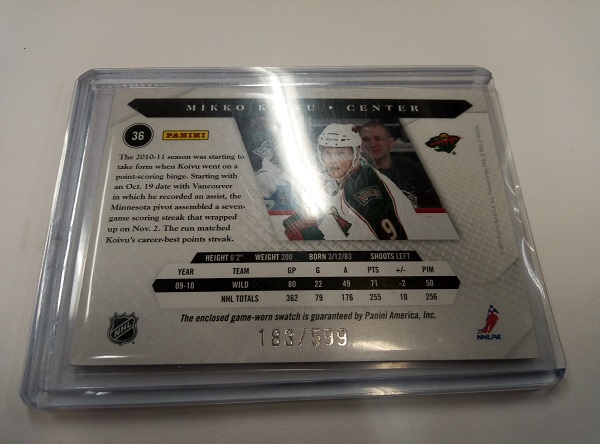 MIKKO KOIVU • CENTER
36
PANINI
The 2010-11 season was starting to
take form when Koivu went on a
point-scoring binge. Starting with
an Oct. 19 date with Vancouver
in which he recorded an assist, the
Minnesota pivot assembled a seven-
game scoring streak that wrapped
up on Nov. 2. The run matched
Koivu's career-best points streak.
9
HEIGHT 6'2" WEIGHT 200 BORN 3/12/83 SHOOTS LEFT
YEAR TEAM GP G A PTS +/- PIM
09-10 WILD 80 22 49 71 -2 50
NHL TOTALS 362 79 176 255 10 256
The enclosed game-worn swatch is guaranteed by Panini America, Inc.
183/599
NHL
NHLPA